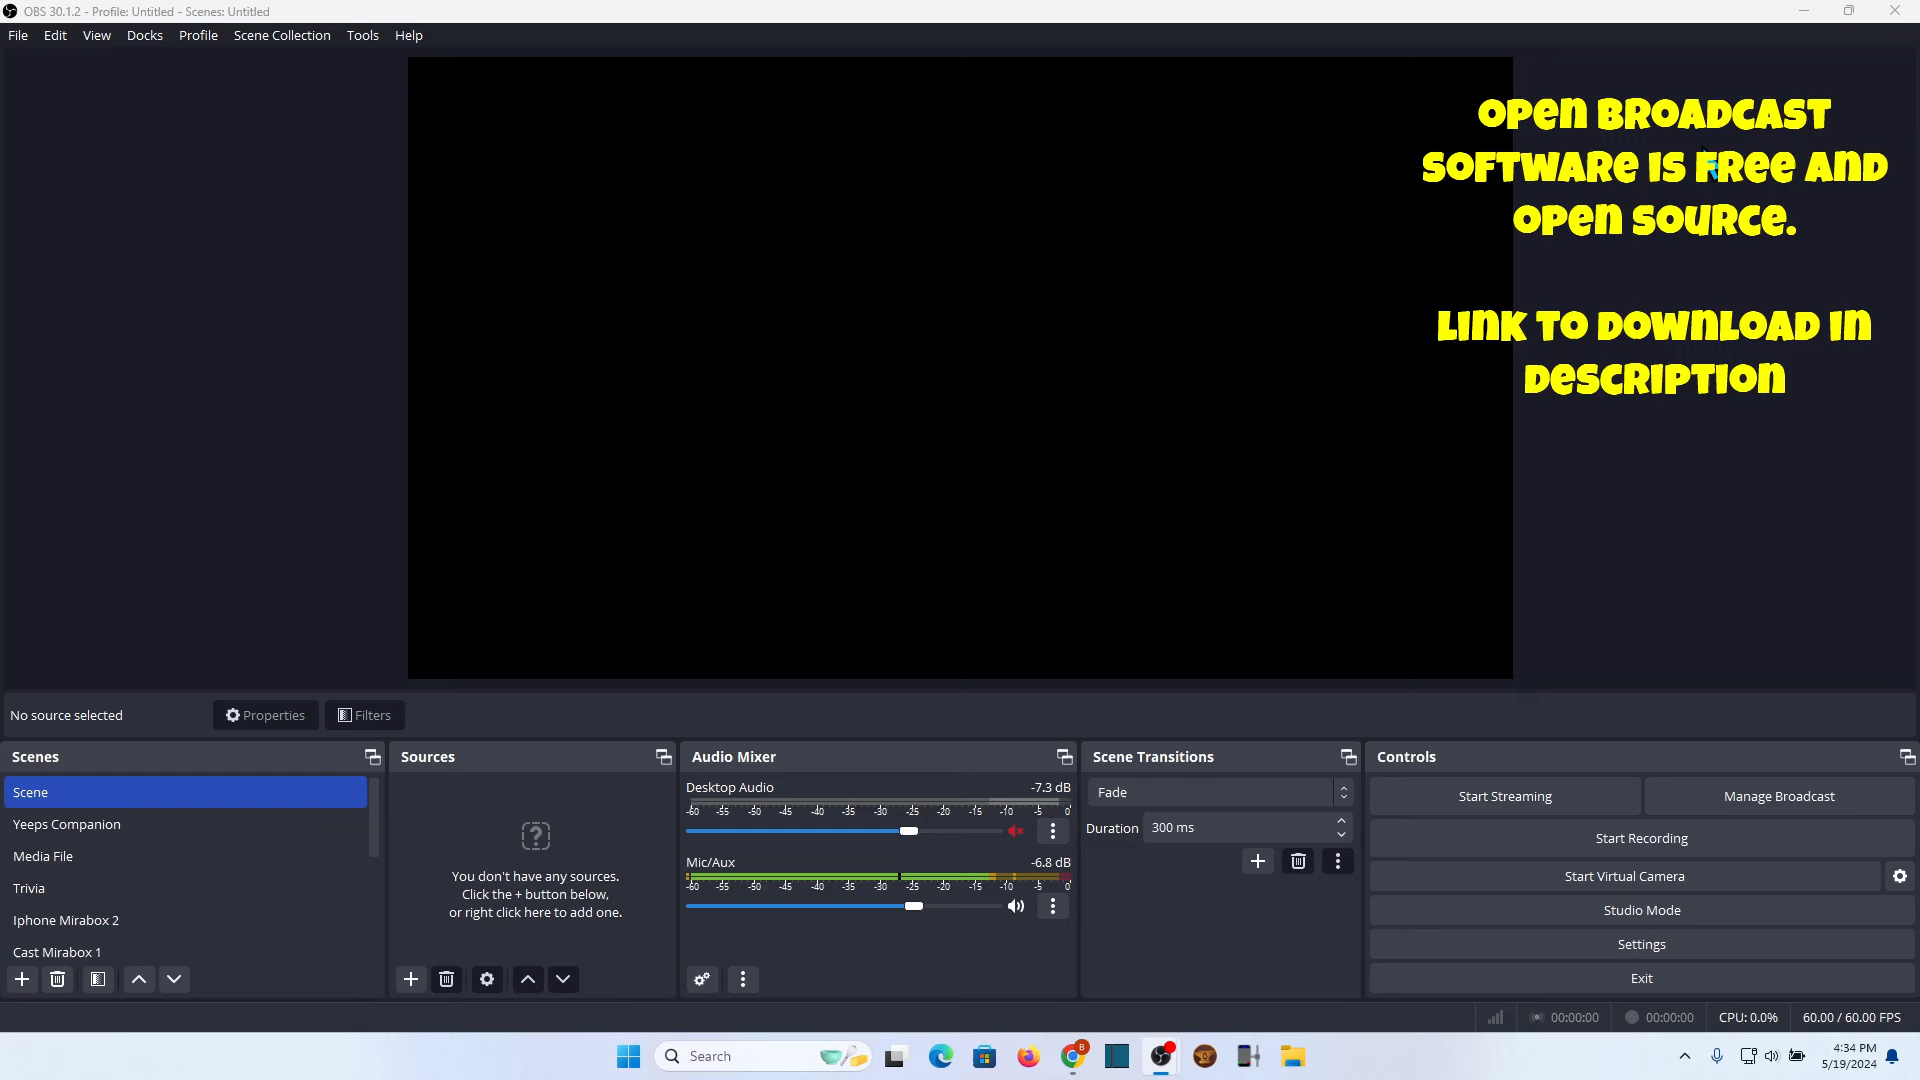 OBS 30.1.2 - Profile: Untitled - Scenes: Untitled
File Edit View Docks Profile Scene Collection Tools Help
Open Broadcast
Software is Free and
Open Source.
Link to Download in
Description
No source selected
Properties
Filters
Scenes
Scene
Yeeps Companion
Media File
Trivia
Iphone Mirabox 2
Cast Mirabox 1
Sources
You don't have any sources.
Click the + button below,
or right click here to add one.
Audio Mixer
Desktop Audio -7.3 dB
-60 -55 -50 -45 -40 -35 -30 -25 -20 -15 -10 -5 0
Mic/Aux -6.8 dB
-60 -55 -50 -45 -40 -35 -30 -25 -20 -15 -10 -5 0
Scene Transitions
Fade
Duration 300 ms
Controls
Start Streaming
Manage Broadcast
Start Recording
Start Virtual Camera
Studio Mode
Settings
Exit
00:00:00 00:00:00 CPU: 0.0% 60.00 / 60.00 FPS
Search
B
4:34 PM
5/19/2024